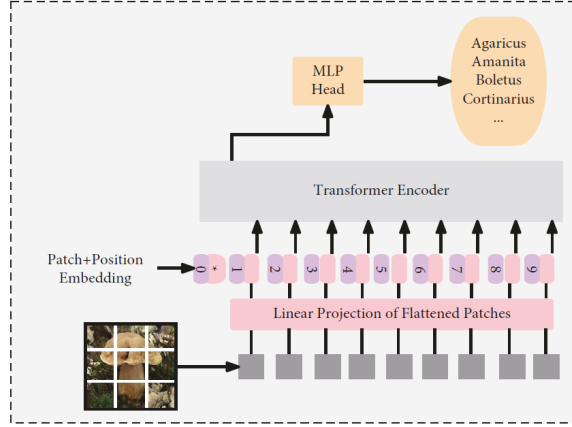 Agaricus
Amanita
Boletus
Cortinarius
...
MLP
Head
Transformer Encoder
Patch+Position
Embedding
0 * 1 2 3 4 5 6 7 8 9
Linear Projection of Flattened Patches